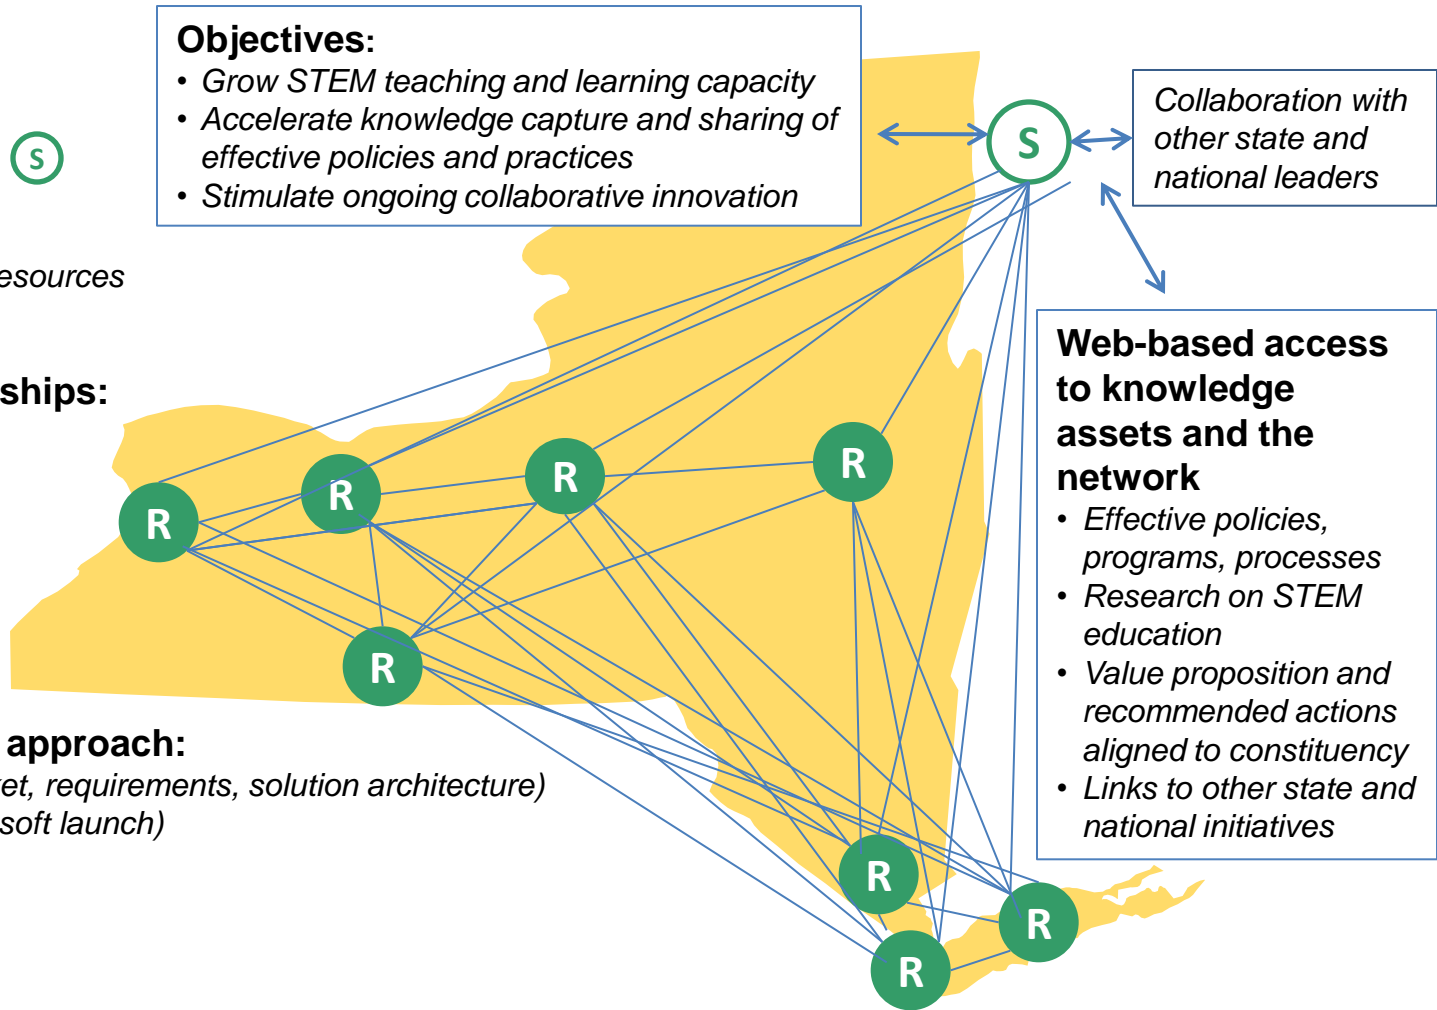 Objectives:
• Grow STEM teaching and learning capacity
• Accelerate knowledge capture and sharing of
effective policies and practices
• Stimulate ongoing collaborative innovation
S
S
Collaboration with
other state and
national leaders
esources
ships:
Web-based access
to knowledge
assets and the
network
• Effective policies,
programs, processes
• Research on STEM
education
• Value proposition and
recommended actions
aligned to constituency
• Links to other state and
national initiatives
R
R
R
R
R
approach:
et, requirements, solution architecture)
soft launch)
R
R
R